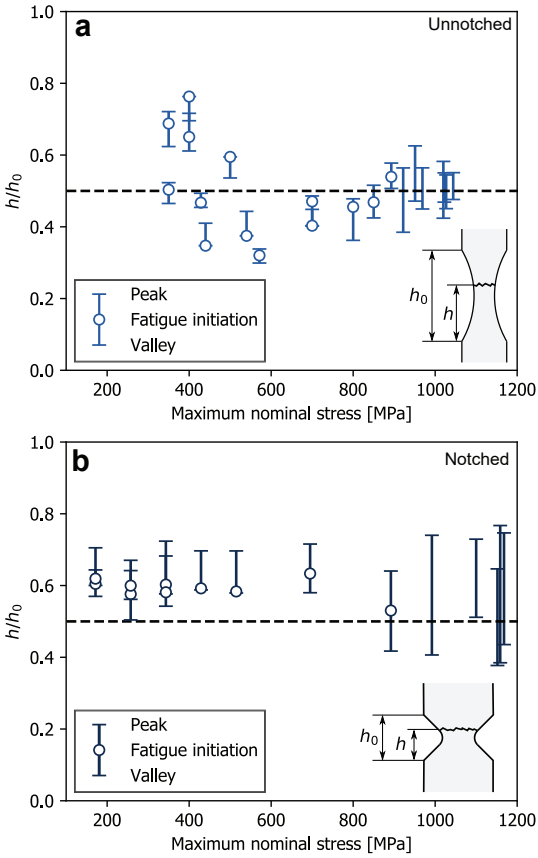 a
Unnotched
1.0
0.8
0.6
0.4
0.2
0.0
h/h0
Peak
Fatigue initiation
Valley
h0
h
200 400 600 800 1000 1200
Maximum nominal stress [MPa]
b
Notched
1.0
0.8
0.6
0.4
0.2
0.0
h/h0
Peak
Fatigue initiation
Valley
h0
h
200 400 600 800 1000 1200
Maximum nominal stress [MPa]